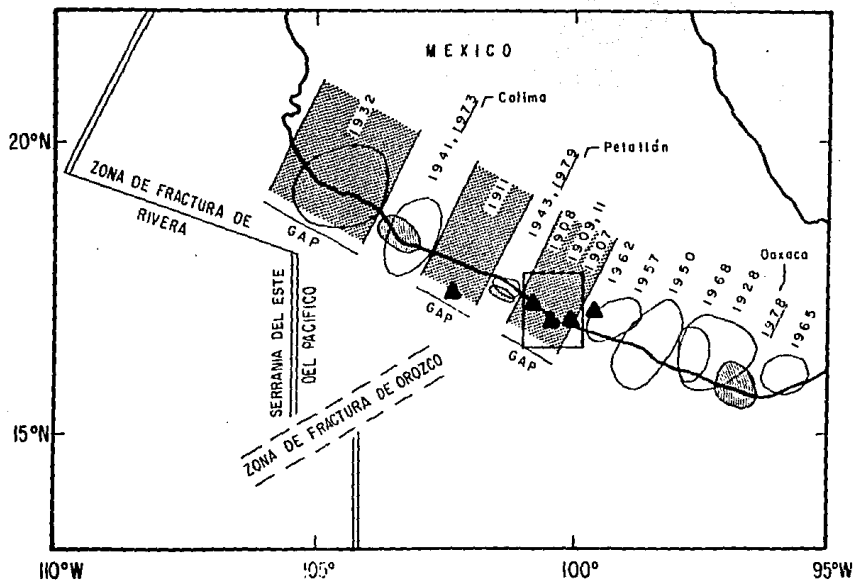 MEXICO
20°N
15°N
110°W
105°
100°
95°W
ZONA DE FRACTURA DE
RIVERA
SERRANIA DEL ESTE
DEL PACIFICO
ZONA DE FRACTURA DE OROZCO
1932
GAP
1941, 1973
Colima
1911
GAP
1943, 1979
Petatlán
1908
1909, 11
1907
GAP
1962
1957
1950
1968
1928
1978
Oaxaca
1965